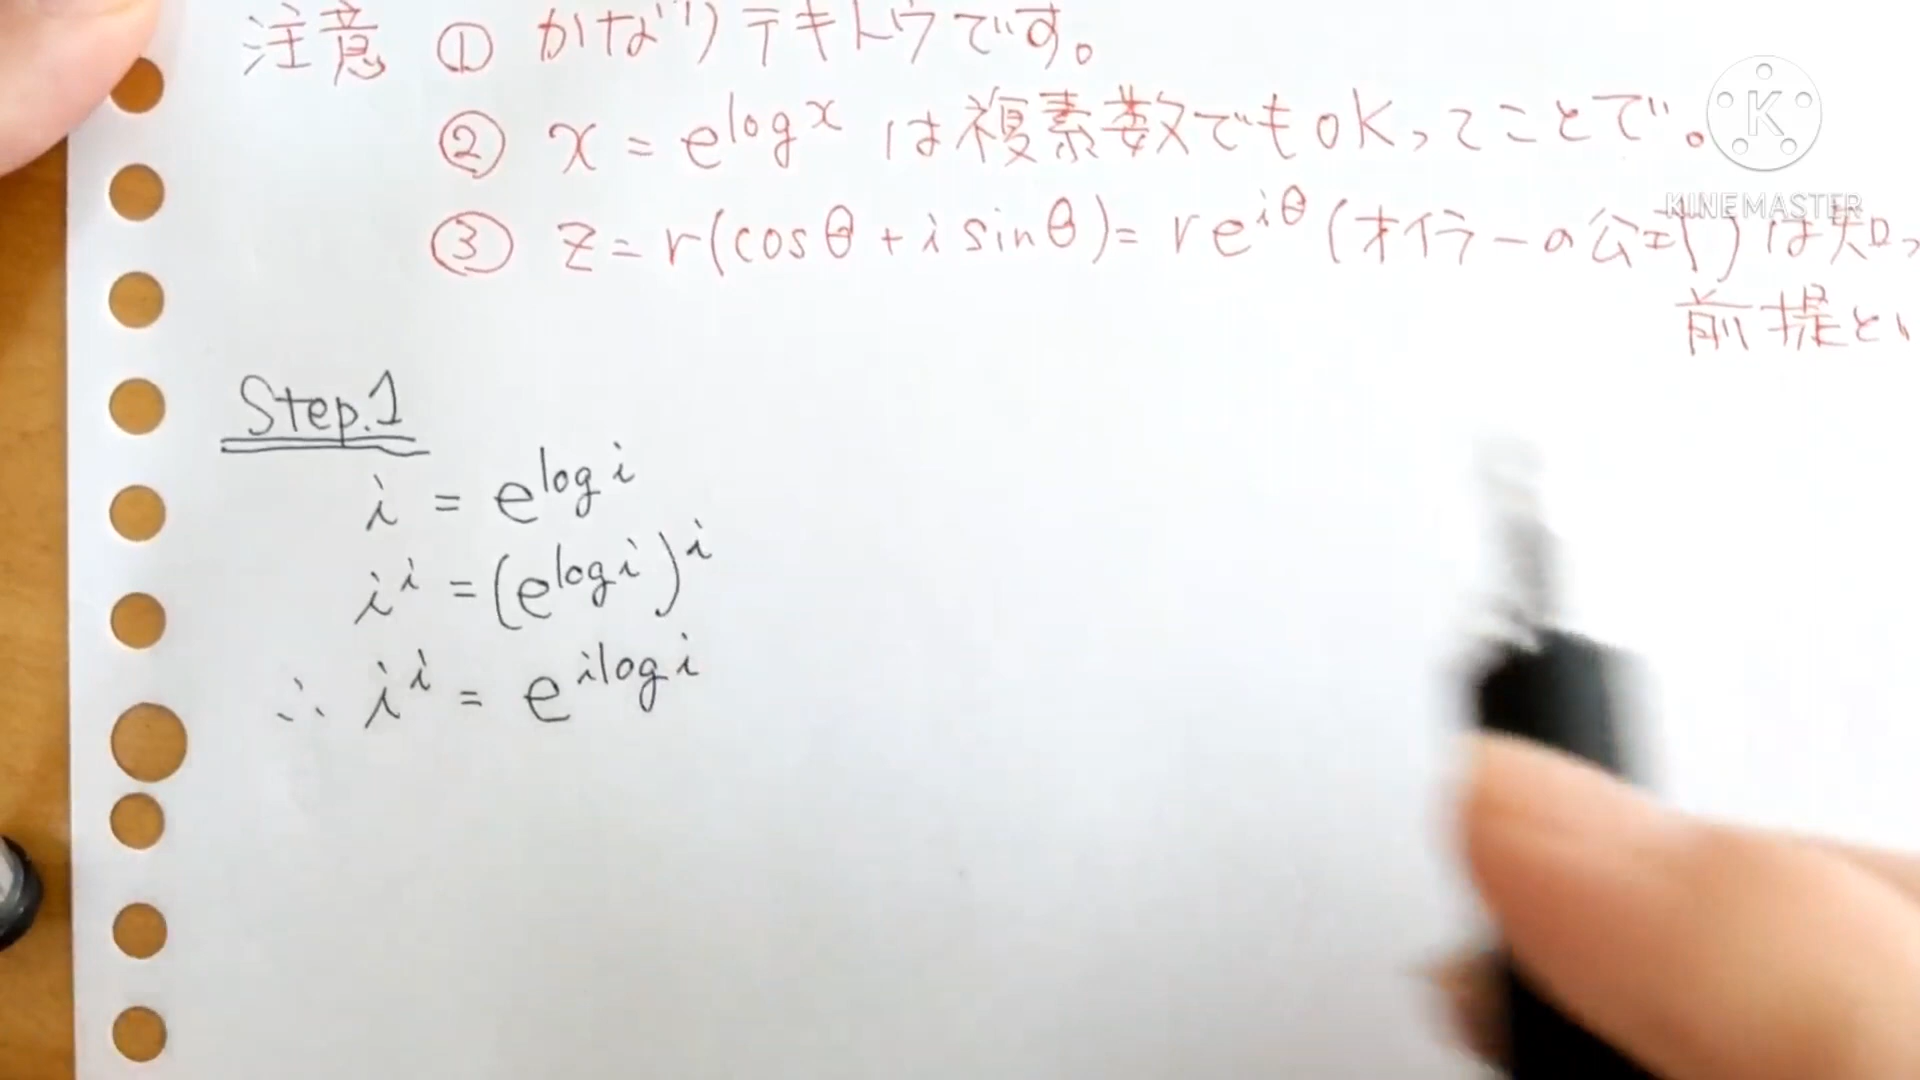 注意 ① かなりテキトウです。
② x = e^{log x} は複素数でもOKってことで。
K
KINEMASTER
③ z = r(cosθ + i sinθ) = re^{iθ} (オイラーの公式) は知っ
前提とい
Step.1
i = e^{log i}
i^i = (e^{log i})^i
∴ i^i = e^{i log i}